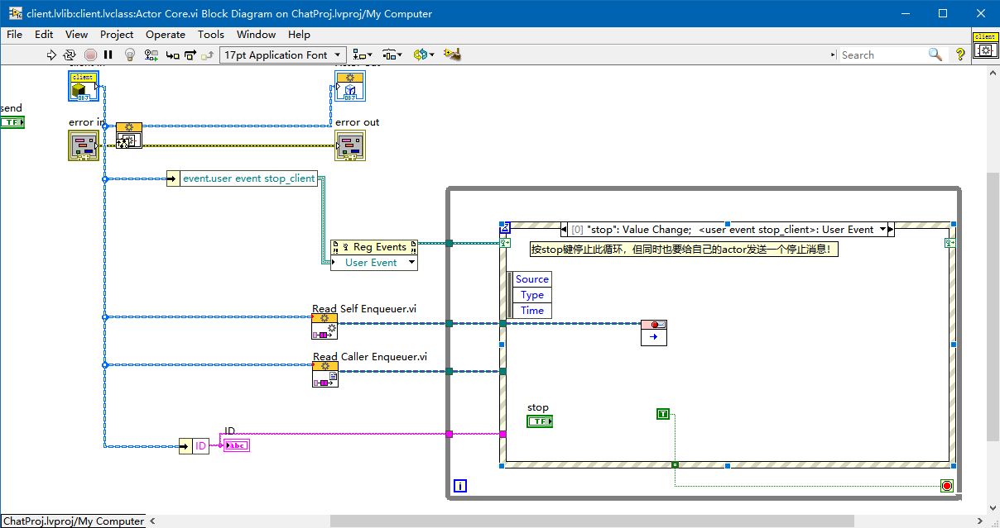 client.lvlib:client.lvclass:Actor Core.vi Block Diagram on ChatProj.lvproj/My Computer
File Edit View Project Operate Tools Window Help
17pt Application Font
Search
client
client
send
TF
OBJ
OBJ
error in
error out
event.user event stop_client
[0] "stop": Value Change; <user event stop_client>: User Event
Reg Events
User Event
按stop键停止此循环，但同时也要给自己的actor发送一个停止消息！
Source
Type
Time
Read Self Enqueuer.vi
Read Caller Enqueuer.vi
stop
TF
T
ID
ID
abc
i
ChatProj.lvproj/My Computer